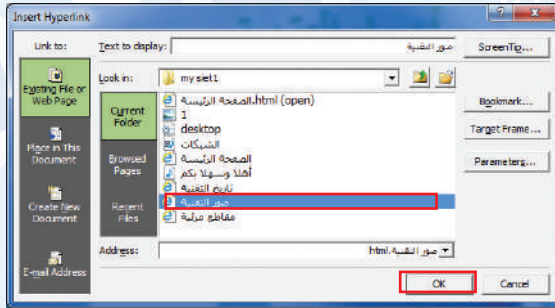 Insert Hyperlink
Link to:
Text to display:
صور التقنية
ScreenTip...
Existing File or
Web Page
Look in:
my siet1
Bookmark...
Current
Folder
الصفحة الرئيسة.html (open)
1
Target Frame...
Place in This
Document
desktop
الشبكات
Browsed
Pages
الصفحة الرئيسة
Parameters...
أهلا وسهلا بكم
تاريخ التقنية
Create New
Document
Recent
Files
صور التقنية
مقاطع مرئية
E-mail Address
Address:
صور التقنية.html
OK
Cancel